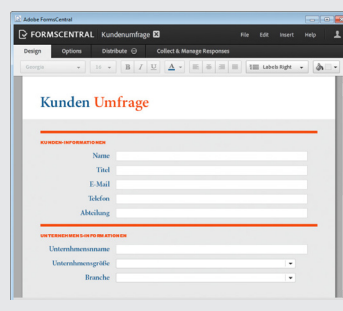 Adobe FormsCentral
FORMSCENTRAL Kundenumfrage File Edit Insert Help
Design Options Distribute Collect & Manage Responses
Georgia B I U A Labels Right
Kunden Umfrage
KUNDEN-INFORMATIONEN
Name
Titel
E-Mail
Telefon
Abteilung
UNTERNEHMENS-INFORMATIONEN
Unternehmensname
Unternehmensgröße
Branche